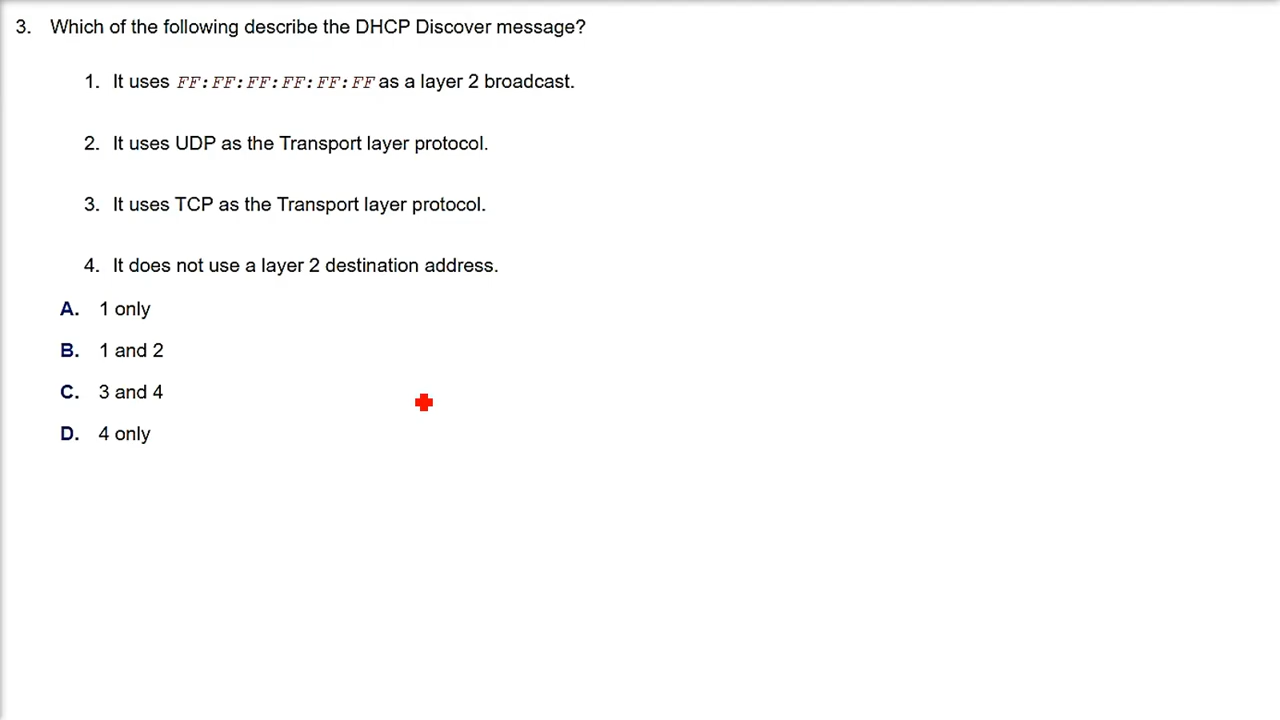 3. Which of the following describe the DHCP Discover message?
1. It uses FF:FF:FF:FF:FF:FF as a layer 2 broadcast.
2. It uses UDP as the Transport layer protocol.
3. It uses TCP as the Transport layer protocol.
4. It does not use a layer 2 destination address.
A. 1 only
B. 1 and 2
C. 3 and 4
D. 4 only